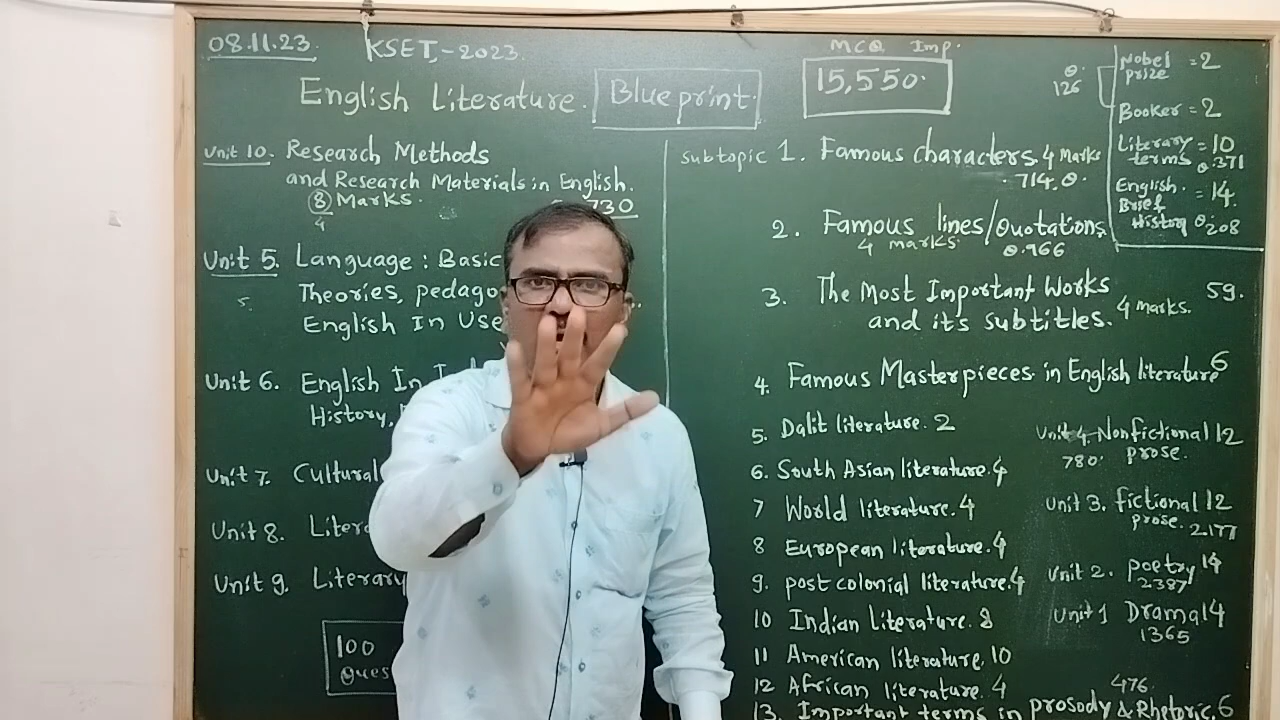 08.11.23.
KSET,-2023.
English Literature. Blue print.
MCQ Imp.
15,550.
Unit 10. Research Methods
and Research Materials in English.
8 Marks.
4
730
Unit 5. Language: Basic
5.
Theories, pedago
English In Use
Unit 6. English In
History,
Unit 7. Cultural
Unit 8. Liter
Unit 9. Literary
100
ques
subtopic 1. Famous characters. 4 Marks
.714.Q.
2. Famous lines/Quotations.
4 marks. Q.966
3. The Most Important Works
and its subtitles. 4 marks. 59.
4. Famous Masterpieces in English literature 6
5. Dalit literature. 2
6. South Asian literature. 4
7 World literature. 4
8 European literature. 4
9. post colonial literature. 4
10 Indian Literature. 8
11 American literature. 10
12 African literature. 4
13. Important terms in prosody & Rhetoric. 6
476.
Q.
126
Nobel = 2
prize
Booker = 2
Literary = 10
terms Q.371
English. = 14.
Brief
History Q.208
Unit 4. Nonfictional 12
780. prose.
Unit 3. fictional 12
prose. 2177
Unit 2. poetry 14
2387
Unit 1 Drama 14
1365